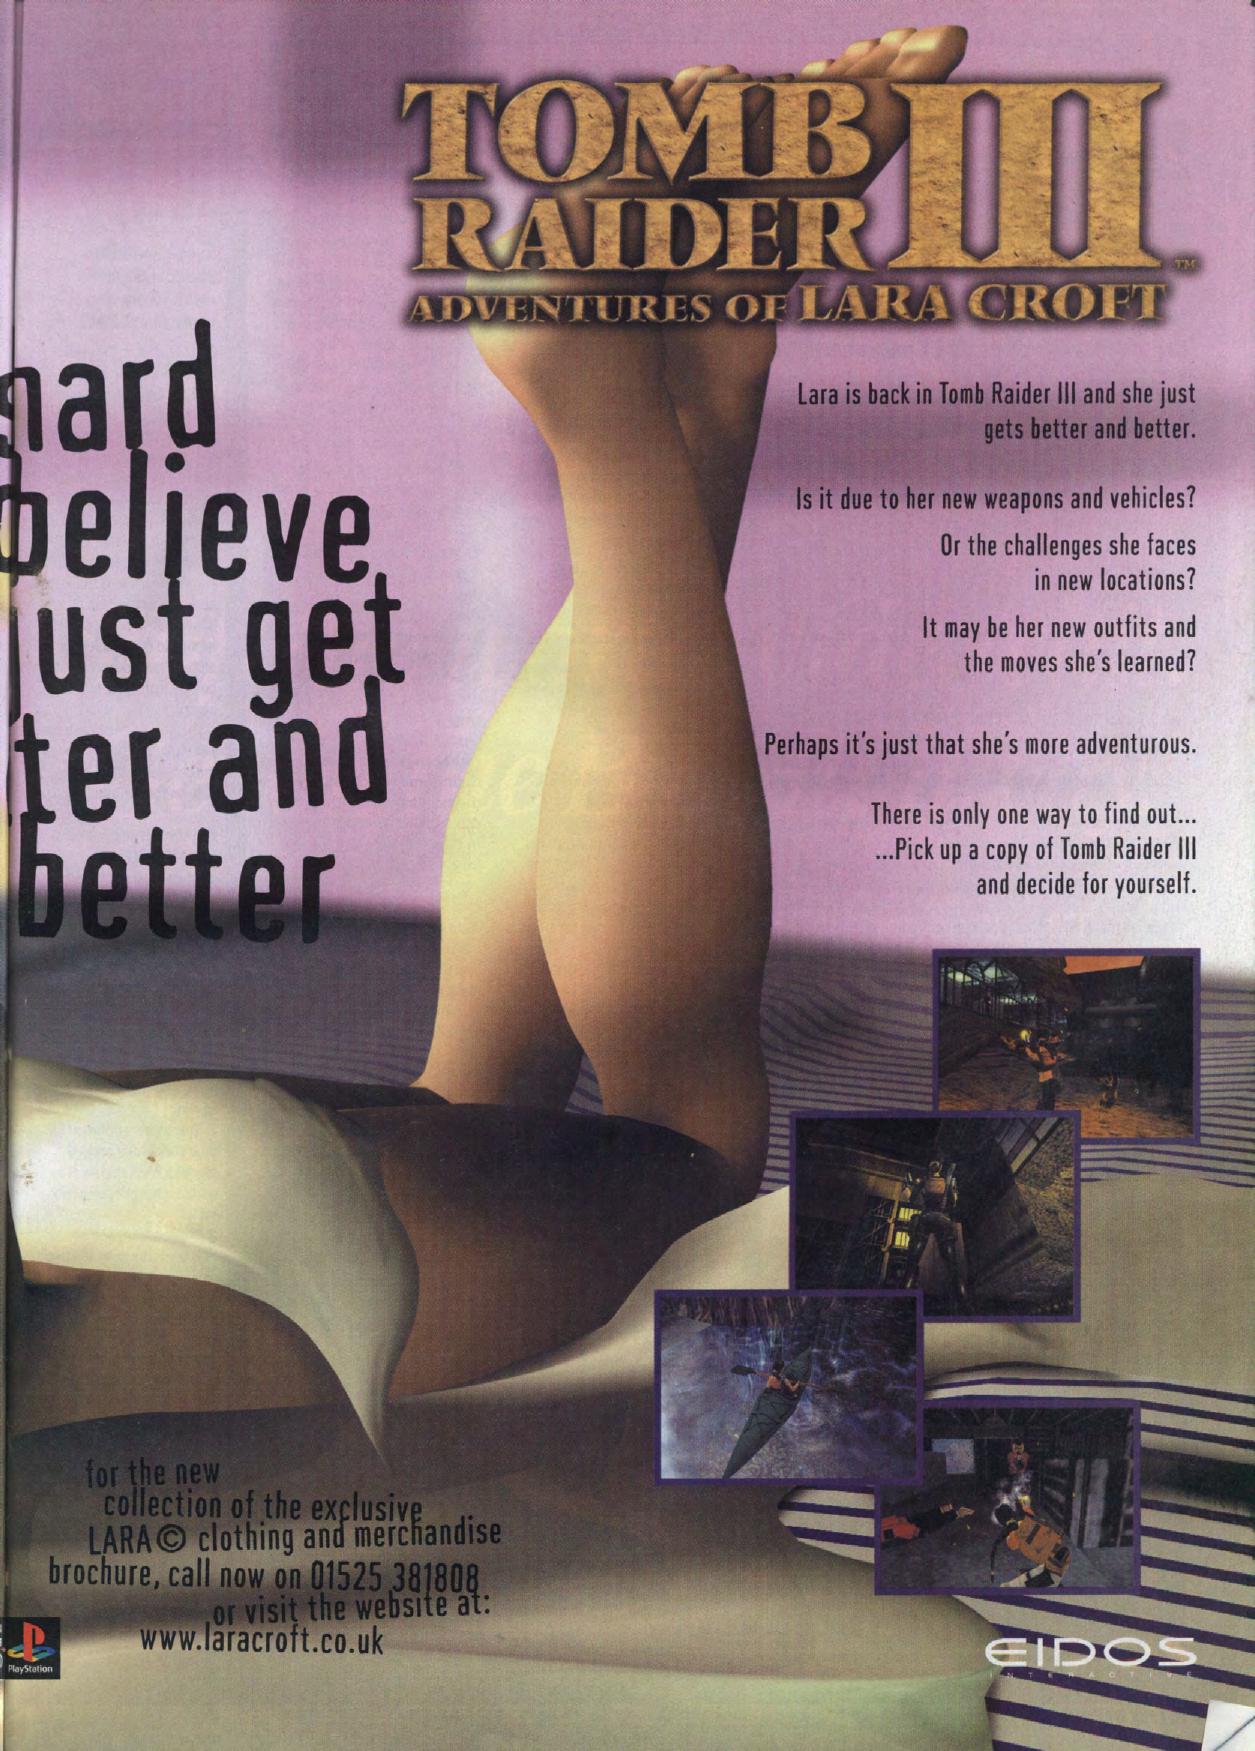 TOMB
RAIDER III ™
ADVENTURES OF LARA CROFT
hard
believe
just get
ter and
better
Lara is back in Tomb Raider III and she just
gets better and better.
Is it due to her new weapons and vehicles?
Or the challenges she faces
in new locations?
It may be her new outfits and
the moves she's learned?
Perhaps it's just that she's more adventurous.
There is only one way to find out...
...Pick up a copy of Tomb Raider III
and decide for yourself.
for the new
collection of the exclusive
LARA© clothing and merchandise
brochure, call now on 01525 381808
or visit the website at:
www.laracroft.co.uk
PlayStation
EIDOS
INTERACTIVE